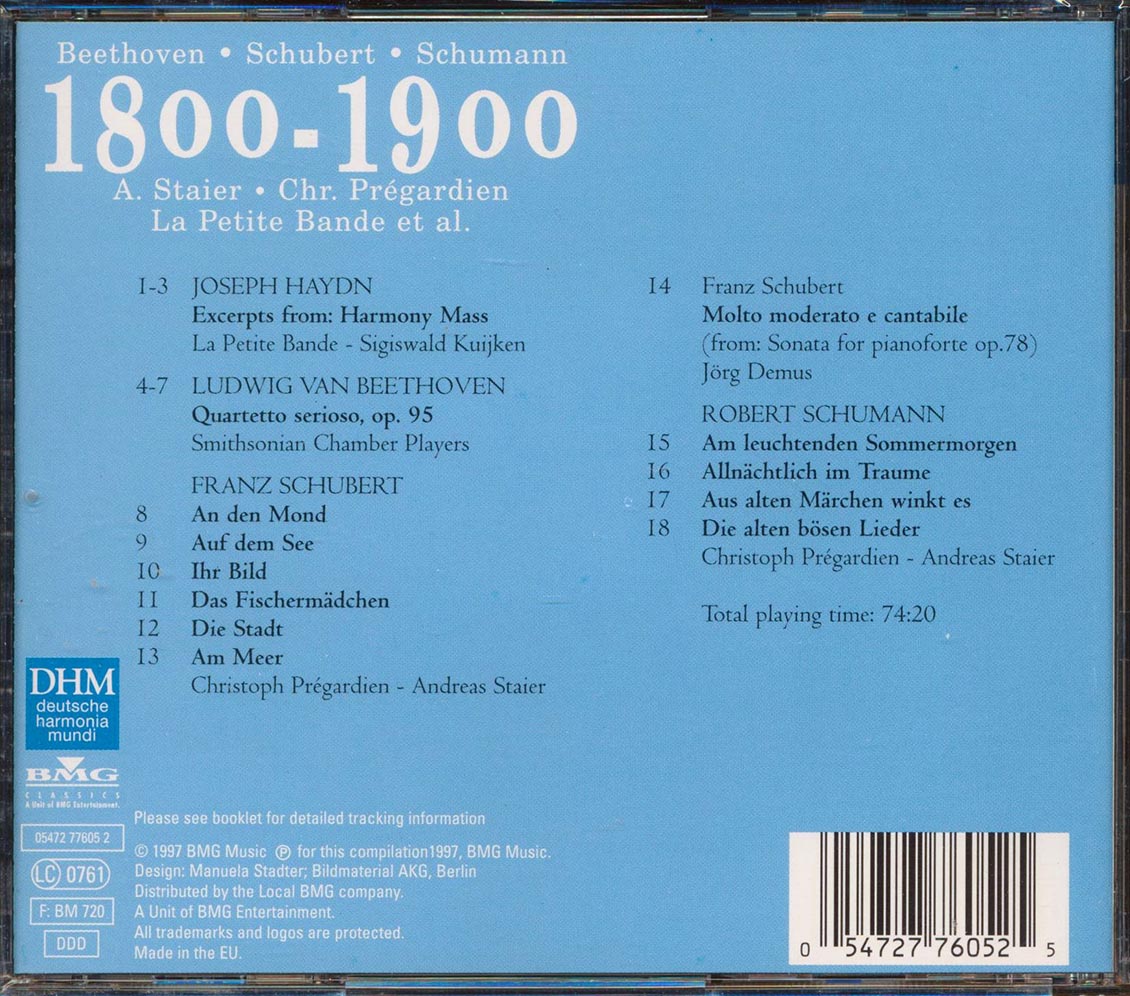 Beethoven • Schubert • Schumann
1800-1900
A. Staier • Chr. Prégardien
La Petite Bande et al.
1-3 JOSEPH HAYDN
Excerpts from: Harmony Mass
La Petite Bande - Sigiswald Kuijken
4-7 LUDWIG VAN BEETHOVEN
Quartetto serioso, op. 95
Smithsonian Chamber Players
FRANZ SCHUBERT
8 An den Mond
9 Auf dem See
10 Ihr Bild
11 Das Fischermädchen
12 Die Stadt
13 Am Meer
Christoph Prégardien - Andreas Staier
14 Franz Schubert
Molto moderato e cantabile
(from: Sonata for pianoforte op.78)
Jörg Demus
ROBERT SCHUMANN
15 Am leuchtenden Sommermorgen
16 Allnächtlich im Traume
17 Aus alten Märchen winkt es
18 Die alten bösen Lieder
Christoph Prégardien - Andreas Staier
Total playing time: 74:20
DHM
deutsche
harmonia
mundi
BMG
CLASSICS
A Unit of BMG Entertainment.
05472 77605 2
LC 0761
F: BM 720
DDD
Please see booklet for detailed tracking information
© 1997 BMG Music ℗ for this compilation1997, BMG Music.
Design: Manuela Stadter; Bildmaterial AKG, Berlin
Distributed by the Local BMG company.
A Unit of BMG Entertainment.
All trademarks and logos are protected.
Made in the EU.
0 54727 76052 5